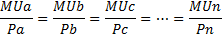 MUa/Pa = MUb/Pb = MUc/Pc = ⋯ = MUn/Pn